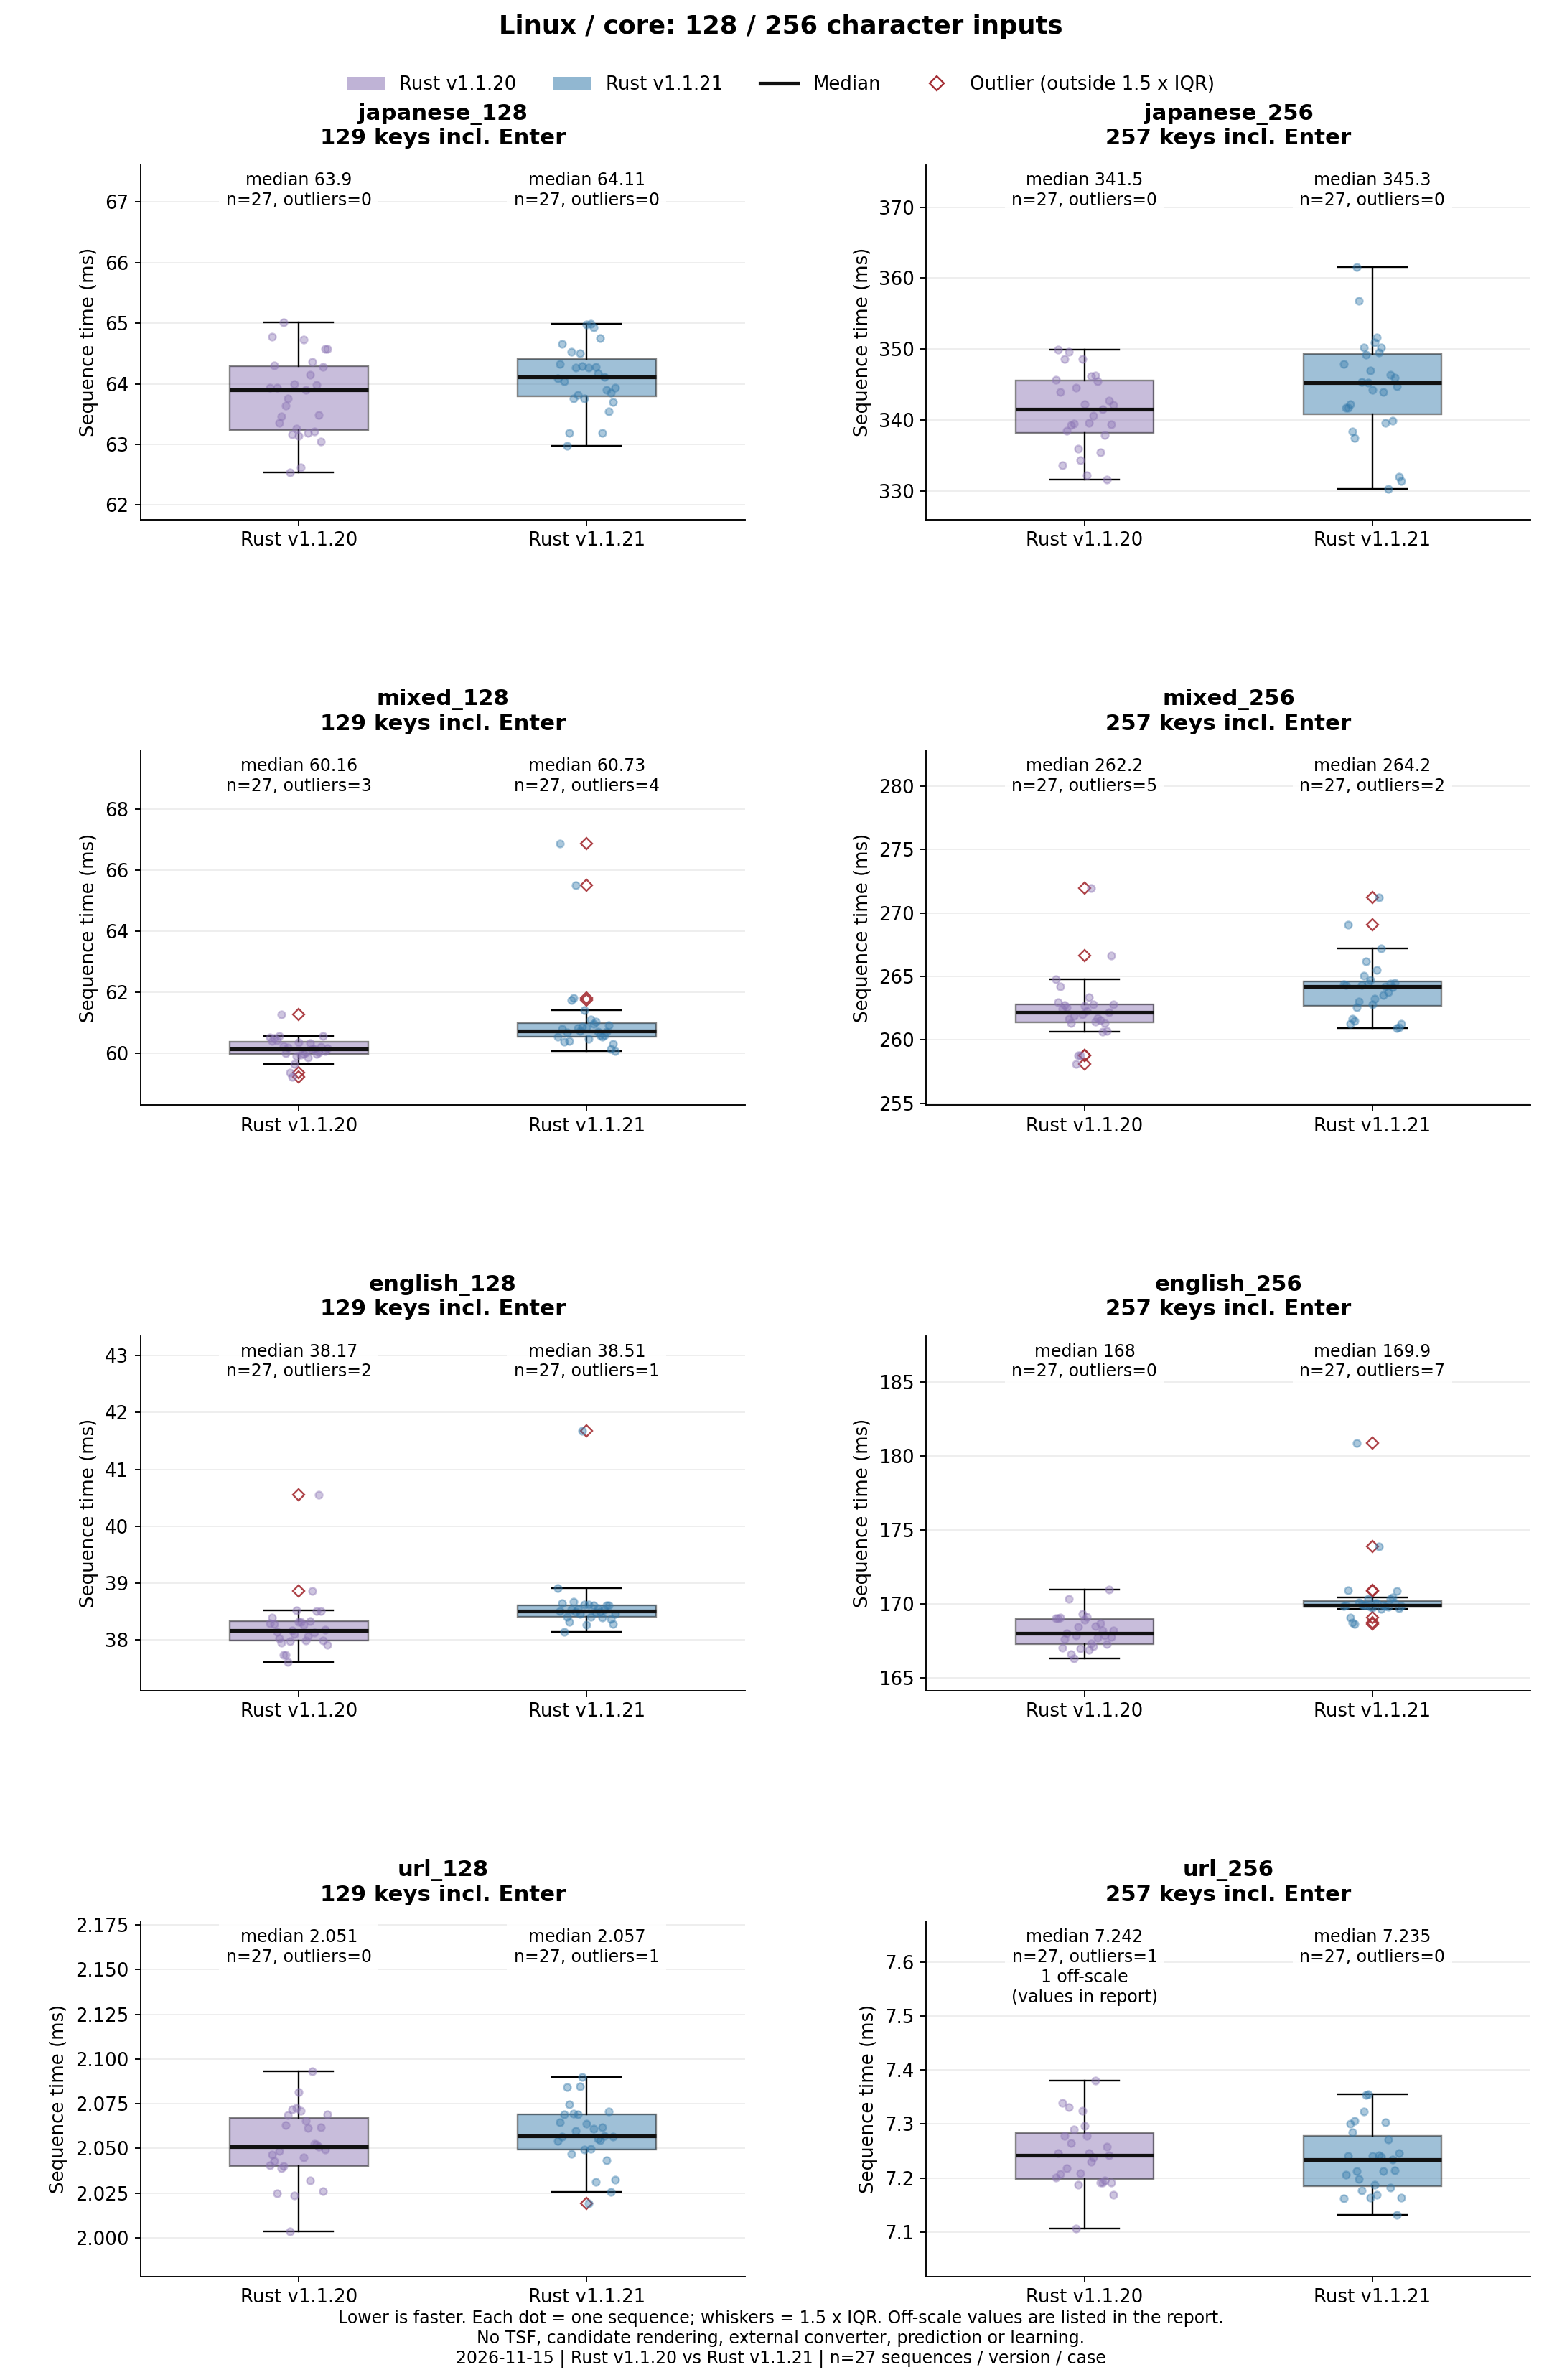 Linux / core: 128 / 256 character inputs
Rust v1.1.20
Rust v1.1.21
Median
Outlier (outside 1.5 x IQR)
japanese_128
129 keys incl. Enter
median 63.9
n=27, outliers=0
median 64.11
n=27, outliers=0
Sequence time (ms)
67
66
65
64
63
62
Rust v1.1.20
Rust v1.1.21
japanese_256
257 keys incl. Enter
median 341.5
n=27, outliers=0
median 345.3
n=27, outliers=0
Sequence time (ms)
370
360
350
340
330
Rust v1.1.20
Rust v1.1.21
mixed_128
129 keys incl. Enter
median 60.16
n=27, outliers=3
median 60.73
n=27, outliers=4
Sequence time (ms)
68
66
64
62
60
Rust v1.1.20
Rust v1.1.21
mixed_256
257 keys incl. Enter
median 262.2
n=27, outliers=5
median 264.2
n=27, outliers=2
Sequence time (ms)
280
275
270
265
260
255
Rust v1.1.20
Rust v1.1.21
english_128
129 keys incl. Enter
median 38.17
n=27, outliers=2
median 38.51
n=27, outliers=1
Sequence time (ms)
43
42
41
40
39
38
Rust v1.1.20
Rust v1.1.21
english_256
257 keys incl. Enter
median 168
n=27, outliers=0
median 169.9
n=27, outliers=7
Sequence time (ms)
185
180
175
170
165
Rust v1.1.20
Rust v1.1.21
url_128
129 keys incl. Enter
median 2.051
n=27, outliers=0
median 2.057
n=27, outliers=1
Sequence time (ms)
2.175
2.150
2.125
2.100
2.075
2.050
2.025
2.000
Rust v1.1.20
Rust v1.1.21
url_256
257 keys incl. Enter
median 7.242
n=27, outliers=1
1 off-scale
(values in report)
median 7.235
n=27, outliers=0
Sequence time (ms)
7.6
7.5
7.4
7.3
7.2
7.1
Rust v1.1.20
Rust v1.1.21
Lower is faster. Each dot = one sequence; whiskers = 1.5 x IQR. Off-scale values are listed in the report.
No TSF, candidate rendering, external converter, prediction or learning.
2026-11-15 | Rust v1.1.20 vs Rust v1.1.21 | n=27 sequences / version / case